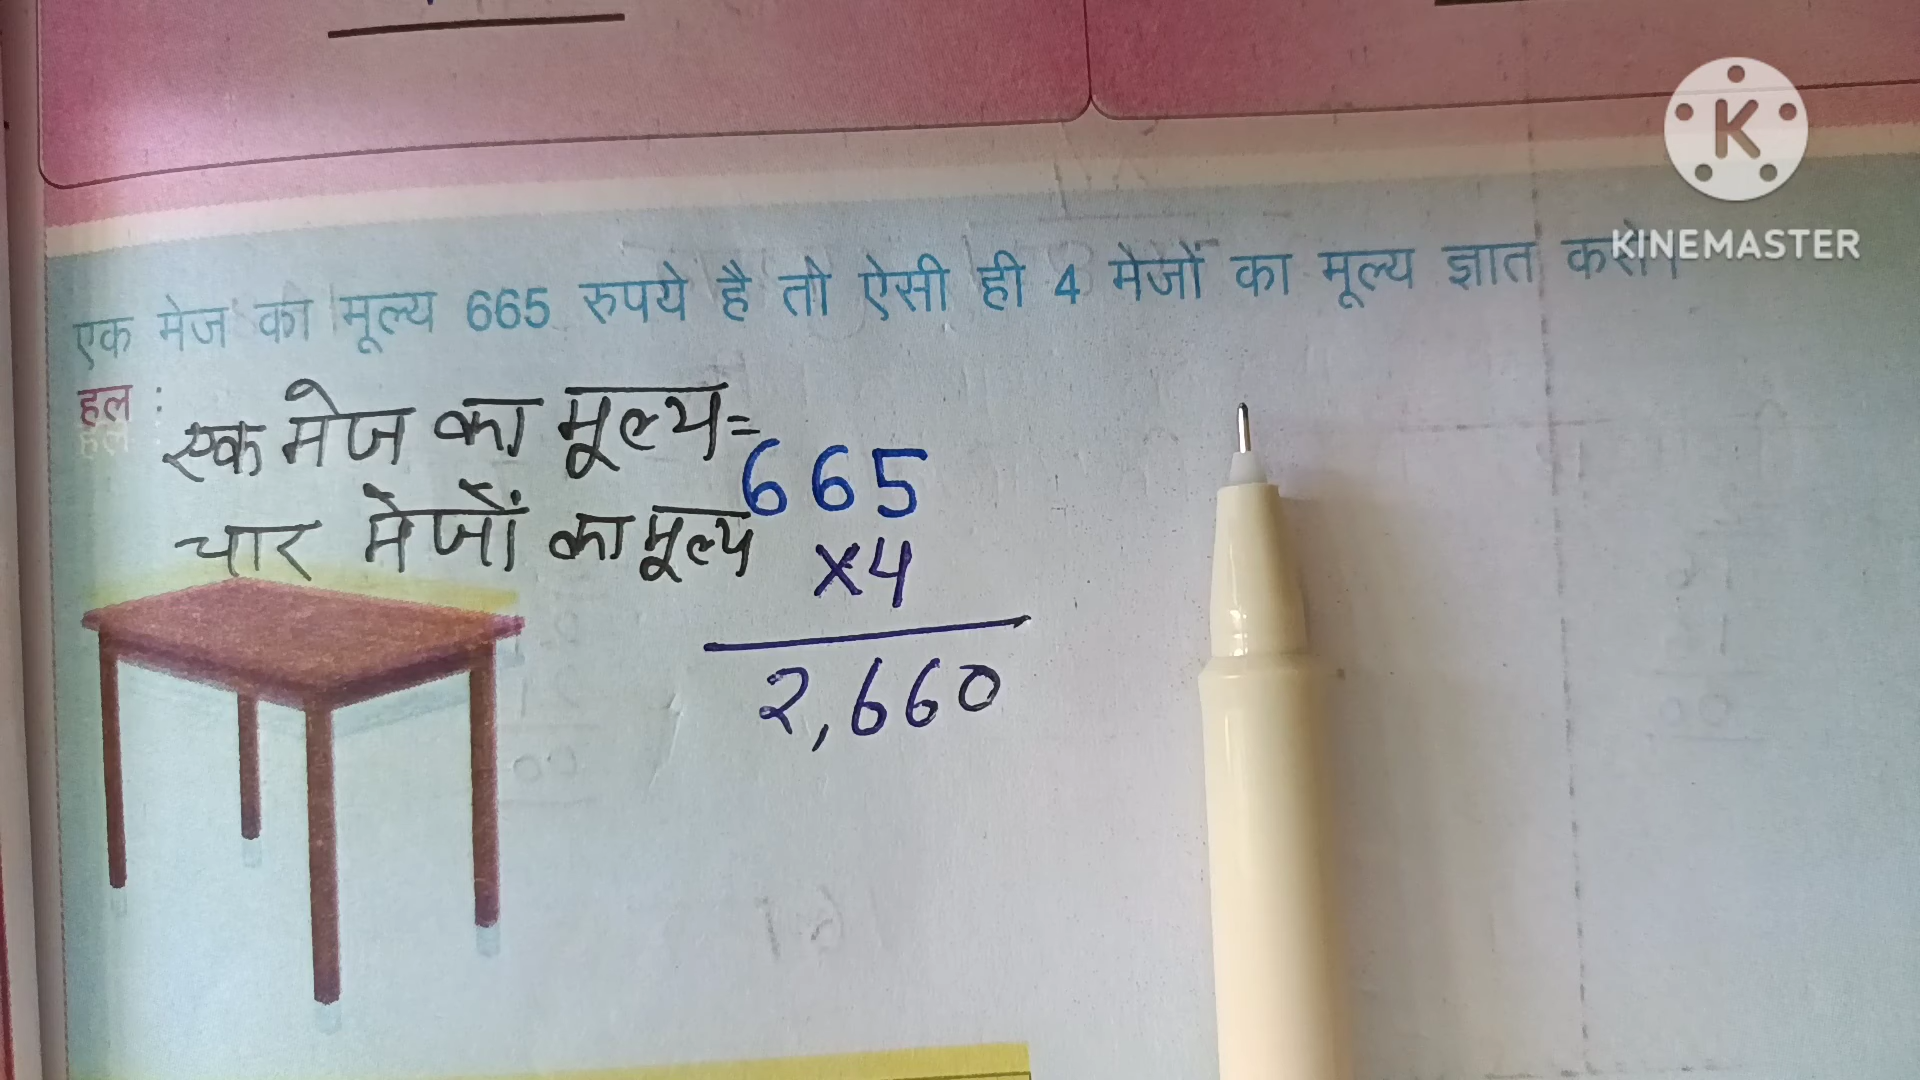 K
KINEMASTER
एक मेज का मूल्य 665 रुपये है तो ऐसी ही 4 मेजों का मूल्य ज्ञात करो।
हल :
एक मेज का मूल्य=
665
चार मेजों का मूल्य
×4
2,660